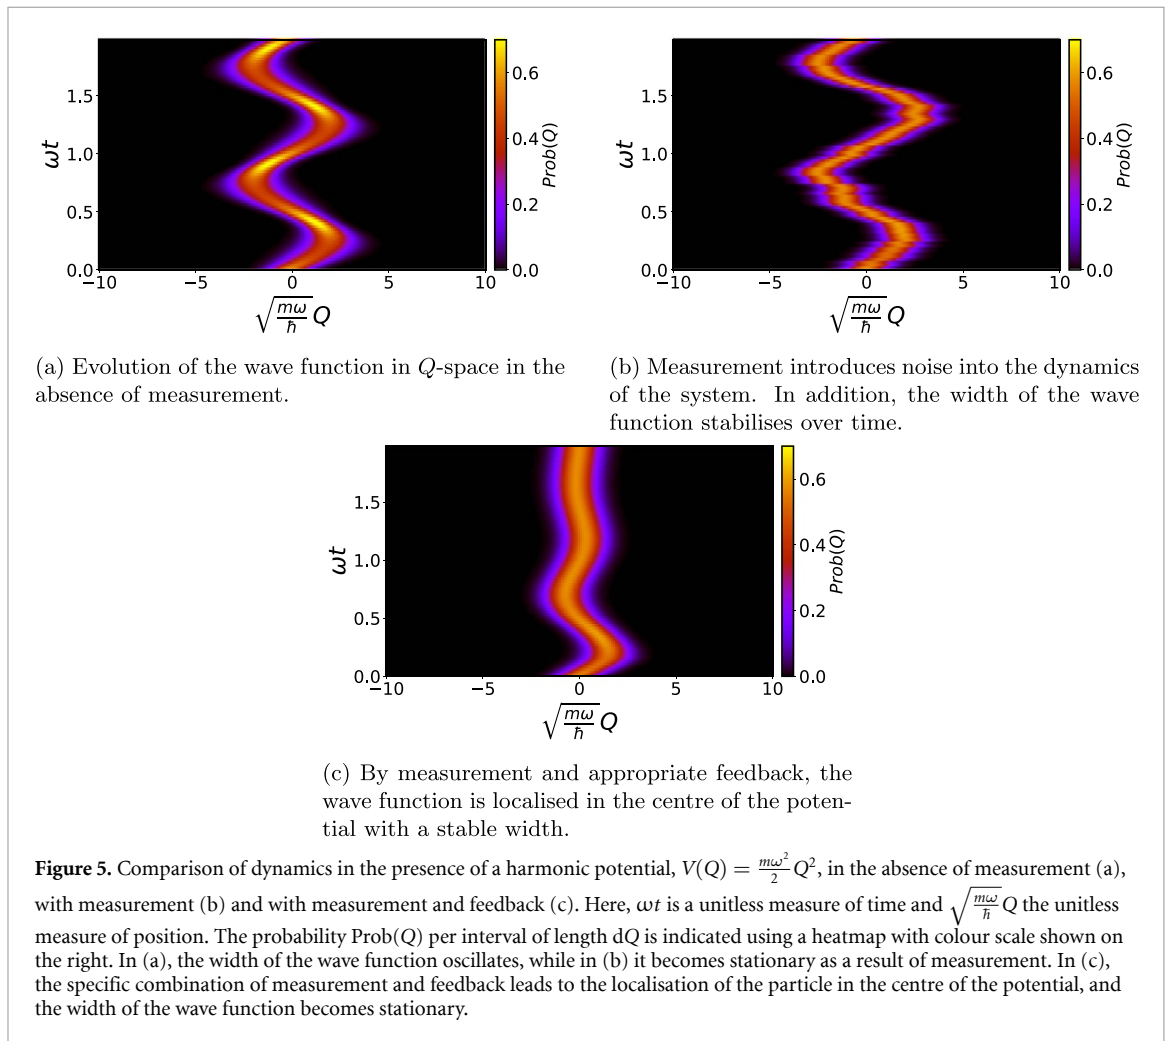 1.5
1.0
0.5
0.0
ωt
−10
−5
0
5
10
√(mω/ħ) Q
0.6
0.4
0.2
0.0
Prob(Q)
1.5
1.0
0.5
0.0
ωt
−10
−5
0
5
10
√(mω/ħ) Q
0.6
0.4
0.2
0.0
Prob(Q)
(a) Evolution of the wave function in Q-space in the
absence of measurement.
(b) Measurement introduces noise into the dynamics
of the system. In addition, the width of the wave
function stabilises over time.
1.5
1.0
0.5
0.0
ωt
−10
−5
0
5
10
√(mω/ħ) Q
0.6
0.4
0.2
0.0
Prob(Q)
(c) By measurement and appropriate feedback, the
wave function is localised in the centre of the poten-
tial with a stable width.
Figure 5. Comparison of dynamics in the presence of a harmonic potential, V(Q) = mω²/2 Q², in the absence of measurement (a),
with measurement (b) and with measurement and feedback (c). Here, ωt is a unitless measure of time and √(mω/ħ) Q the unitless
measure of position. The probability Prob(Q) per interval of length dQ is indicated using a heatmap with colour scale shown on
the right. In (a), the width of the wave function oscillates, while in (b) it becomes stationary as a result of measurement. In (c),
the specific combination of measurement and feedback leads to the localisation of the particle in the centre of the potential, and
the width of the wave function becomes stationary.